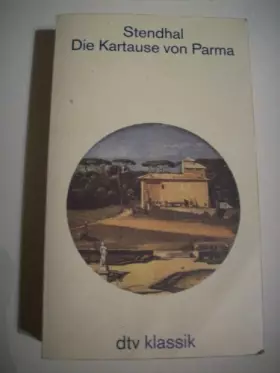 Stendhal
Die Kartause von Parma
dtv klassik